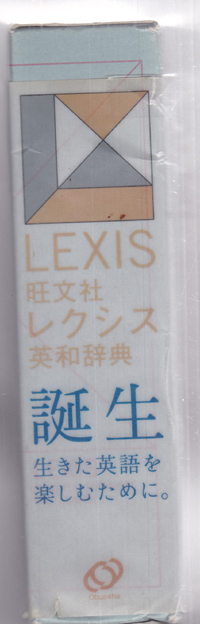 LEXIS
旺文社
レクシス
英和辞典
誕生
生きた英語を
楽しむために。
Obunsha